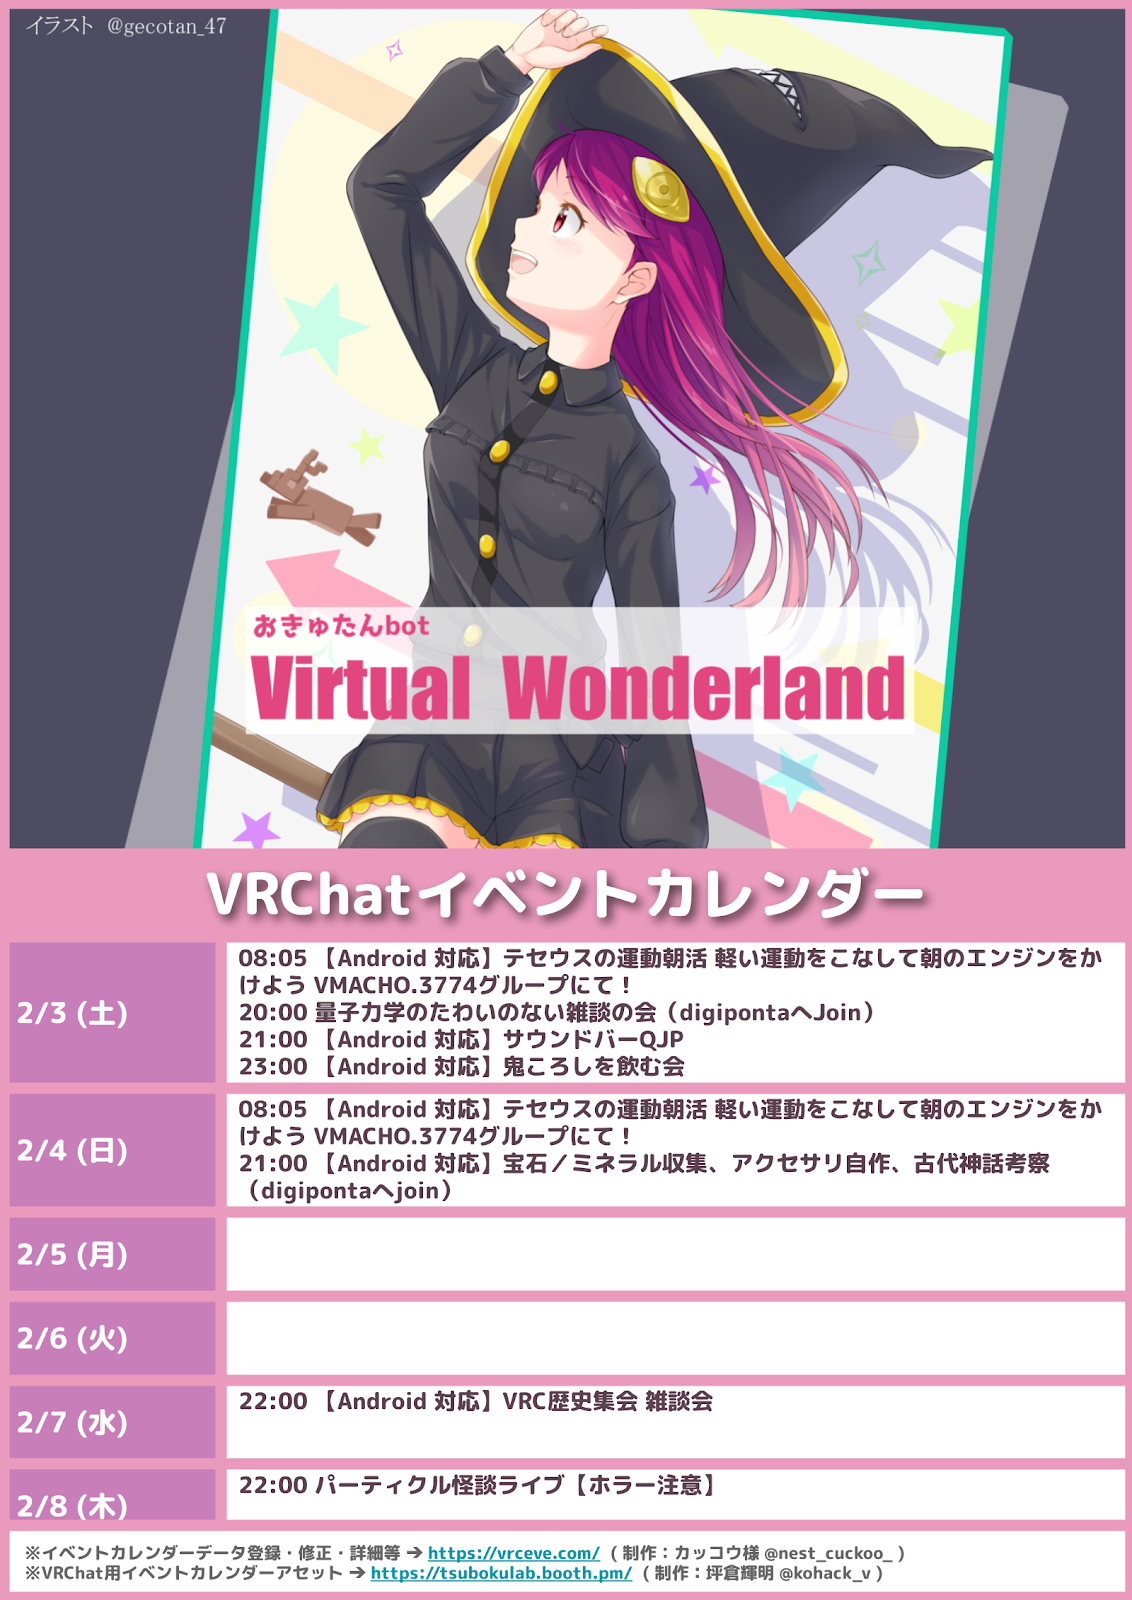 イラスト @gecotan_47
おきゅたんbot
Virtual Wonderland
VRChatイベントカレンダー
2/3 (土)
08:05 【Android 対応】テセウスの運動朝活 軽い運動をこなして朝のエンジンをか
けよう VMACHO.3774グループにて！
20:00 量子力学のたわいのない雑談の会（digipontaへJoin）
21:00 【Android 対応】サウンドバーQJP
23:00 【Android 対応】鬼ころしを飲む会
2/4 (日)
08:05 【Android 対応】テセウスの運動朝活 軽い運動をこなして朝のエンジンをか
けよう VMACHO.3774グループにて！
21:00 【Android 対応】宝石／ミネラル収集、アクセサリ自作、古代神話考察
（digipontaへjoin）
2/5 (月)
2/6 (火)
2/7 (水)
22:00 【Android 対応】VRC歴史集会 雑談会
2/8 (木)
22:00 パーティクル怪談ライブ【ホラー注意】
※イベントカレンダーデータ登録・修正・詳細等 ➔ https://vrceve.com/ （ 制作：カッコウ様 @nest_cuckoo_ ）
※VRChat用イベントカレンダーアセット ➔ https://tsubokulab.booth.pm/ （ 制作：坪倉輝明 @kohack_v ）